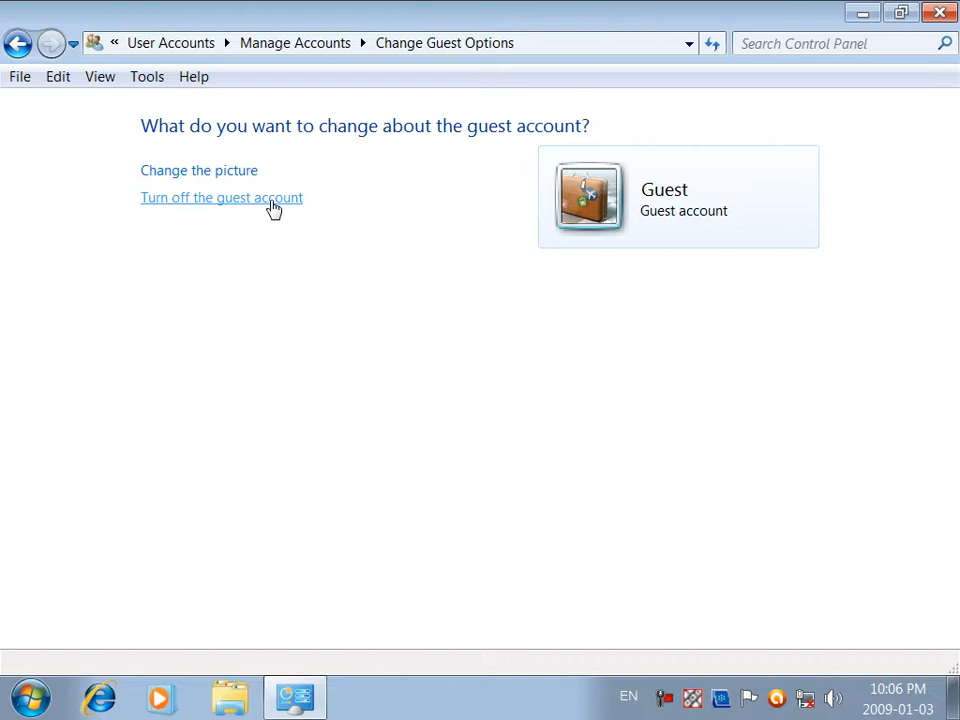 « User Accounts Manage Accounts Change Guest Options
Search Control Panel
File Edit View Tools Help
What do you want to change about the guest account?
Change the picture
Turn off the guest account
Guest
Guest account
EN
10:06 PM
2009-01-03